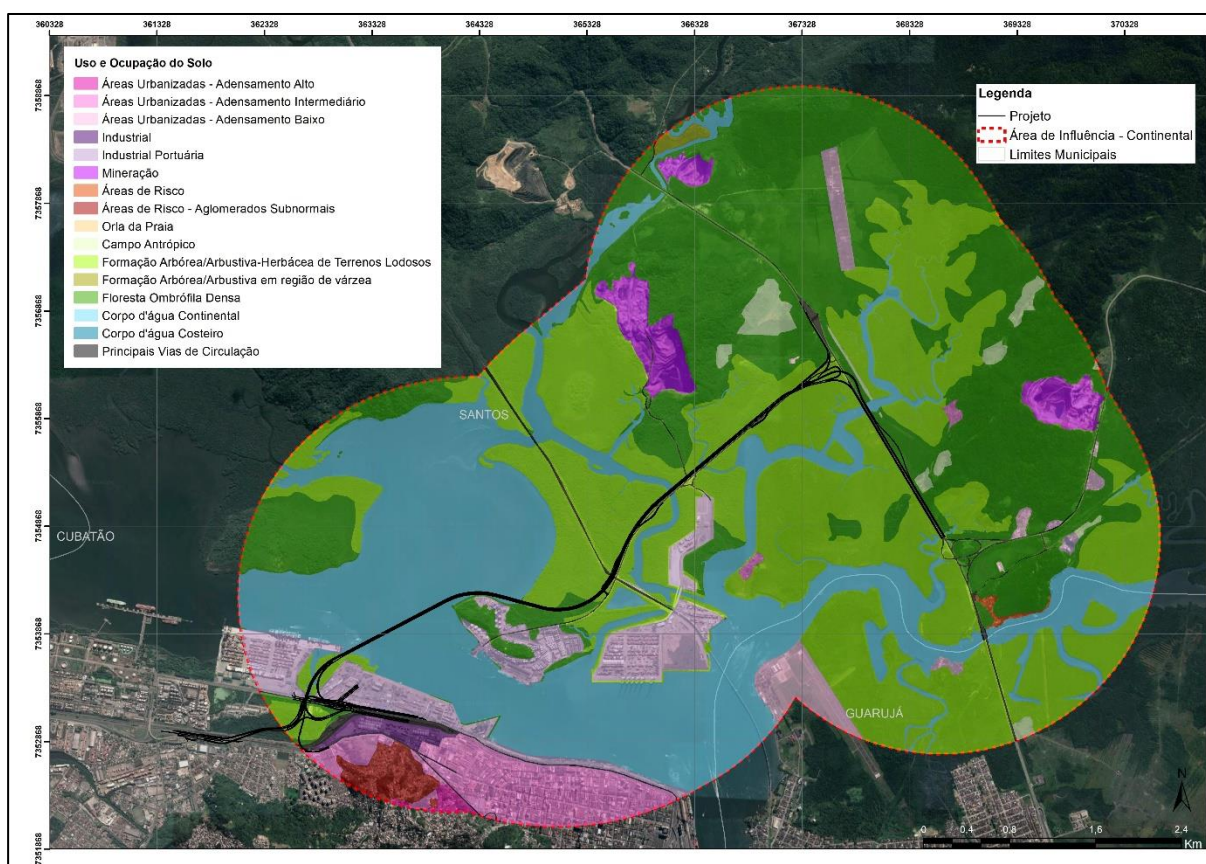 360328 361328 362328 363328 364328 365328 366328 367328 368328 369328 370328
7358868
7357868
7356868
7355868
7354868
7353868
7352868
7351868
Uso e Ocupação do Solo
Áreas Urbanizadas - Adensamento Alto
Áreas Urbanizadas - Adensamento Intermediário
Áreas Urbanizadas - Adensamento Baixo
Industrial
Industrial Portuária
Mineração
Áreas de Risco
Áreas de Risco - Aglomerados Subnormais
Orla da Praia
Campo Antrópico
Formação Arbórea/Arbustiva-Herbácea de Terrenos Lodosos
Formação Arbórea/Arbustiva em região de várzea
Floresta Ombrófila Densa
Corpo d'água Continental
Corpo d'água Costeiro
Principais Vias de Circulação
Legenda
Projeto
Área de Influência - Continental
Limites Municipais
SANTOS
CUBATÃO
GUARUJÁ
N
0 0.4 0.8 1,6 2.4
Km